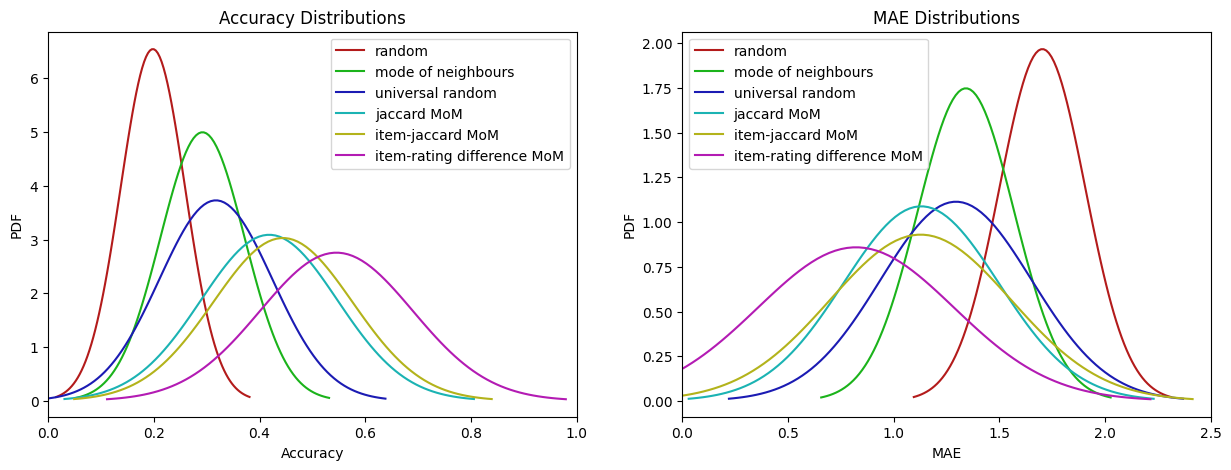 Accuracy Distributions
PDF
6
5
4
3
2
1
0
random
mode of neighbours
universal random
jaccard MoM
item-jaccard MoM
item-rating difference MoM
0.0 0.2 0.4 0.6 0.8 1.0
Accuracy
MAE Distributions
PDF
2.00
1.75
1.50
1.25
1.00
0.75
0.50
0.25
0.00
random
mode of neighbours
universal random
jaccard MoM
item-jaccard MoM
item-rating difference MoM
0.0 0.5 1.0 1.5 2.0 2.5
MAE